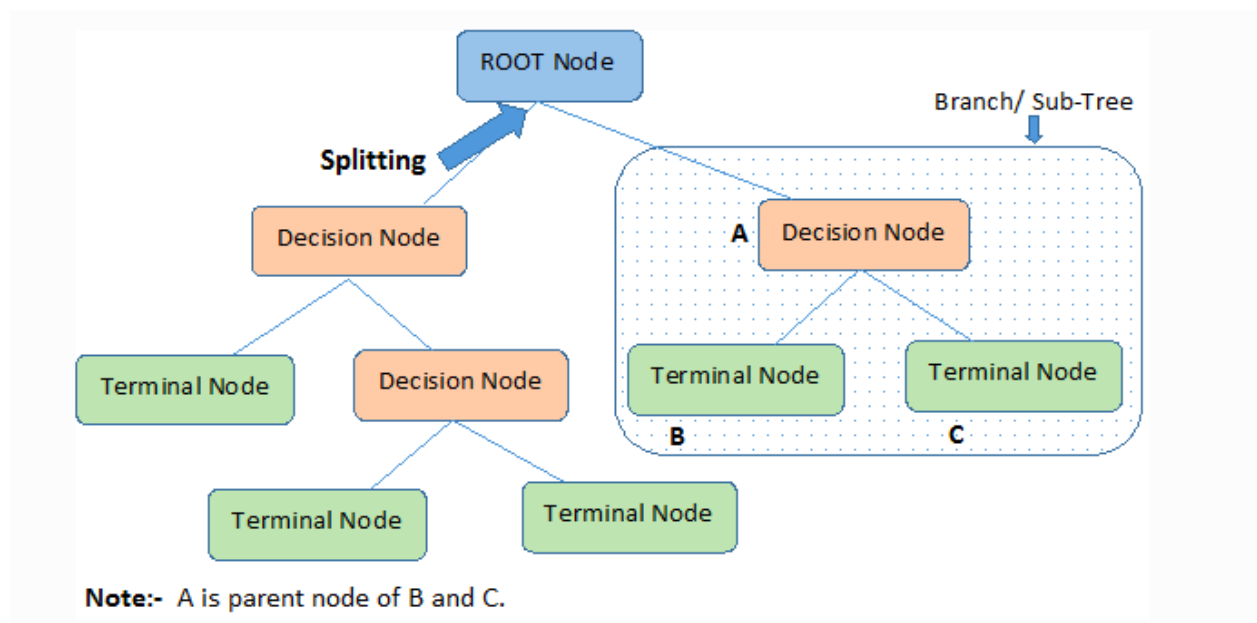 ROOT Node
Branch/ Sub-Tree
Splitting
Decision Node
A
Decision Node
Terminal Node
Decision Node
Terminal Node
Terminal Node
B
C
Terminal Node
Terminal Node
Note:- A is parent node of B and C.